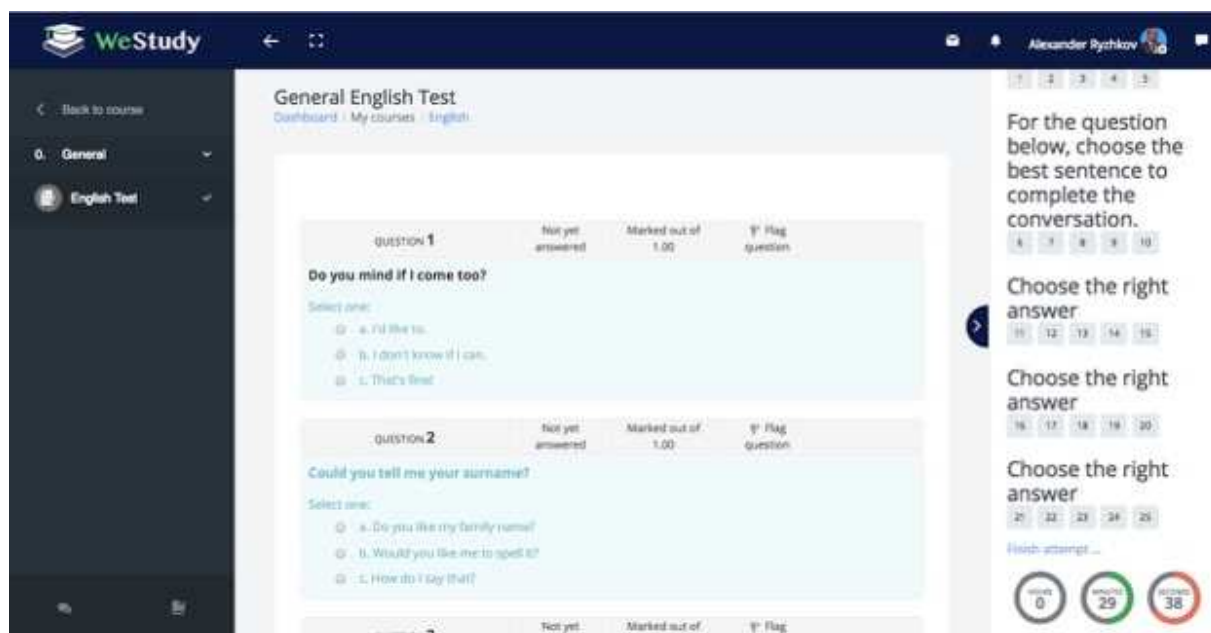 WeStudy
Alexander Ryzhkov
Back to course
0. General
English Test
General English Test
Dashboard / My courses / English
QUESTION 1
Not yet answered
Marked out of 1.00
Flag question
Do you mind if I come too?
Select one:
a. I'd like to.
b. I don't know if I can.
c. That's fine!
QUESTION 2
Not yet answered
Marked out of 1.00
Flag question
Could you tell me your surname?
Select one:
a. Do you like my family name?
b. Would you like me to spell it?
c. How do I say that?
Not yet
Marked out of
Flag
1 2 3 4 5
For the question
below, choose the
best sentence to
complete the
conversation.
6 7 8 9 10
Choose the right
answer
11 12 13 14 15
Choose the right
answer
16 17 18 19 20
Choose the right
answer
21 22 23 24 25
Finish attempt ...
HOURS
0
MINUTES
29
SECONDS
38